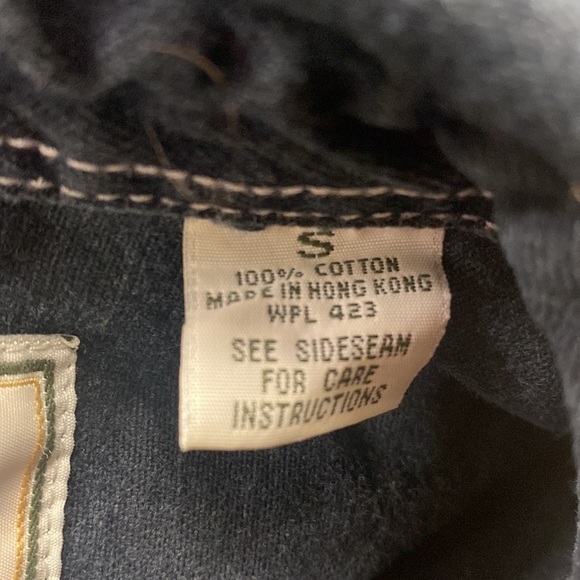 S
100% COTTON
MADE IN HONG KONG
WPL 423
SEE SIDESEAM
FOR CARE
INSTRUCTIONS